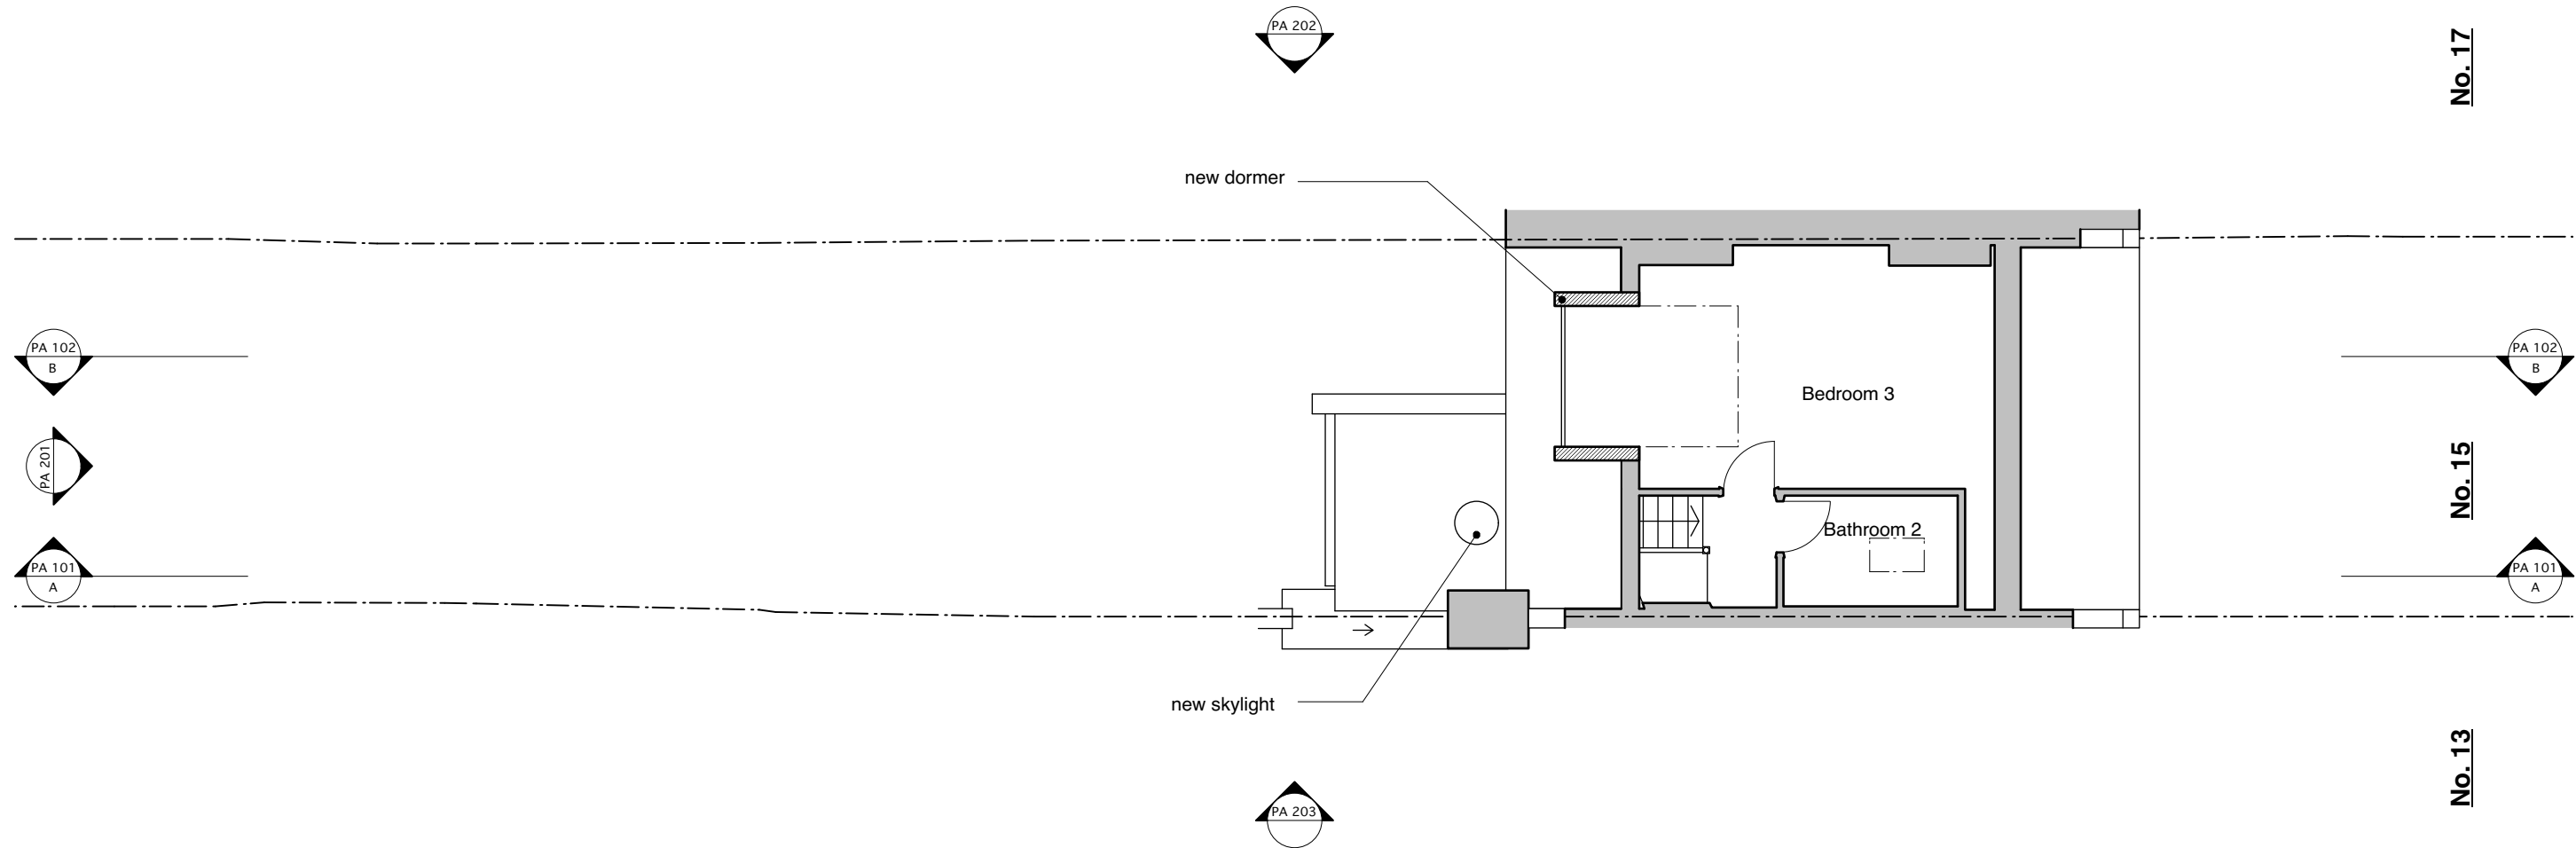 PA 202
No. 17
new dormer
PA 102
B
PA 102
B
Bedroom 3
PA 201
No. 15
Bathroom 2
PA 101
A
PA 101
A
new skylight
No. 13
PA 203